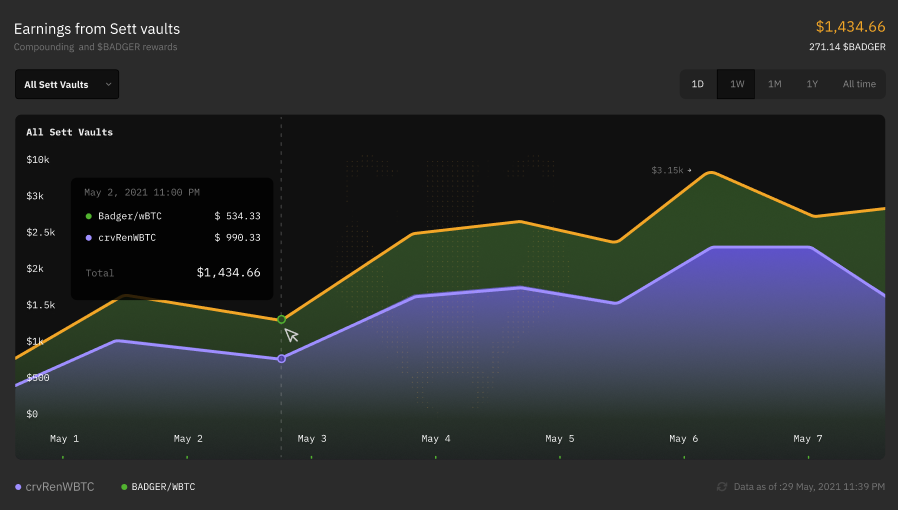 Earnings from Sett vaults
$1,434.66
Compounding and $BADGER rewards
271.14 $BADGER
All Sett Vaults
1D 1W 1M 1Y All time
All Sett Vaults
$10k
$3.15k
$3k
May 2, 2021 11:00 PM
Badger/wBTC $ 534.33
$2.5k
crvRenWBTC $ 990.33
$2k
Total $1,434.66
$1.5k
$1k
$500
$0
May 1 May 2 May 3 May 4 May 5 May 6 May 7
crvRenWBTC BADGER/WBTC
Data as of :29 May, 2021 11:39 PM